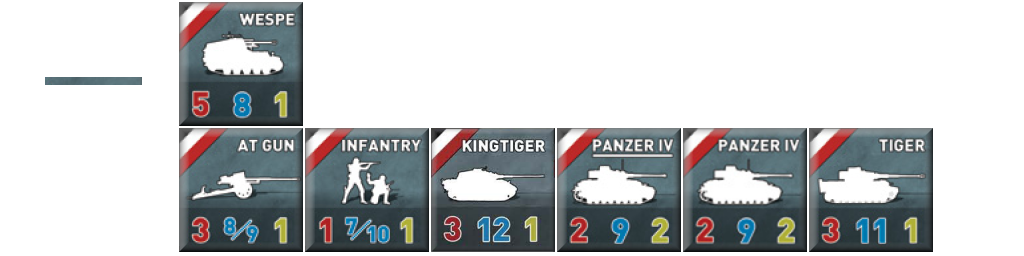 WESPE
5 8 1
AT GUN
3 8/9 1
INFANTRY
1 7/10 1
KINGTIGER
3 12 1
PANZER IV
2 9 2
PANZER IV
2 9 2
TIGER
3 11 1